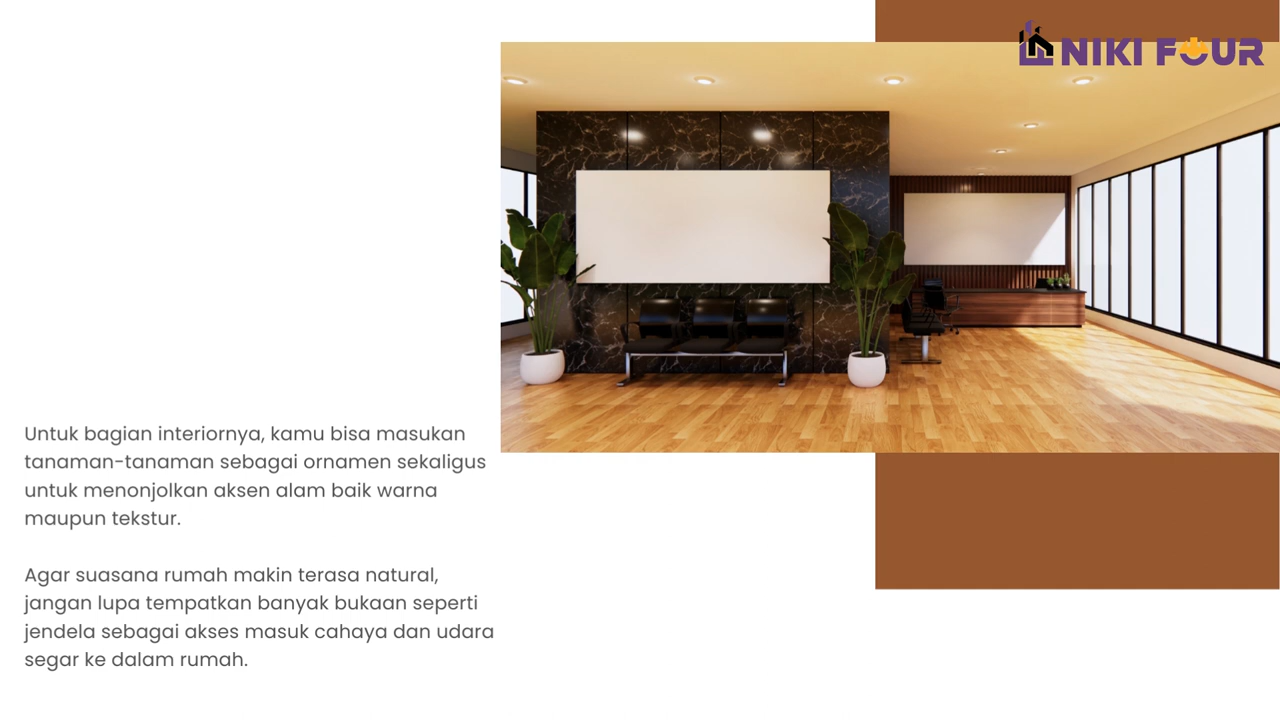 NIKI FOUR
Untuk bagian interiornya, kamu bisa masukan
tanaman-tanaman sebagai ornamen sekaligus
untuk menonjolkan aksen alam baik warna
maupun tekstur.
Agar suasana rumah makin terasa natural,
jangan lupa tempatkan banyak bukaan seperti
jendela sebagai akses masuk cahaya dan udara
segar ke dalam rumah.